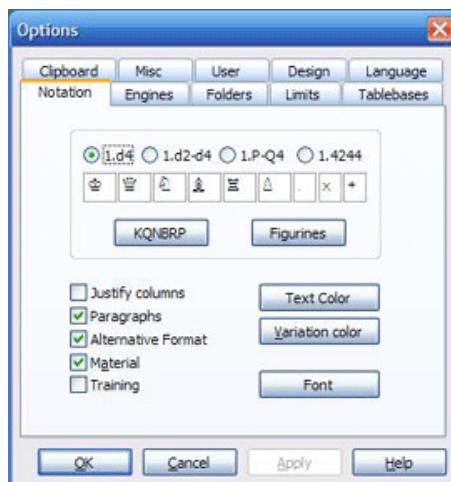 Options
Clipboard Misc User Design Language
Notation Engines Folders Limits Tablebases
1.d4 1.d2-d4 1.P-Q4 1.4244
♔ ♕ ♘ ♗ ♖ ♙ . x +
KQNBRP Figurines
Justify columns
Text Color
Paragraphs
Variation color
Alternative Format
Material
Training
Font
OK Cancel Apply Help